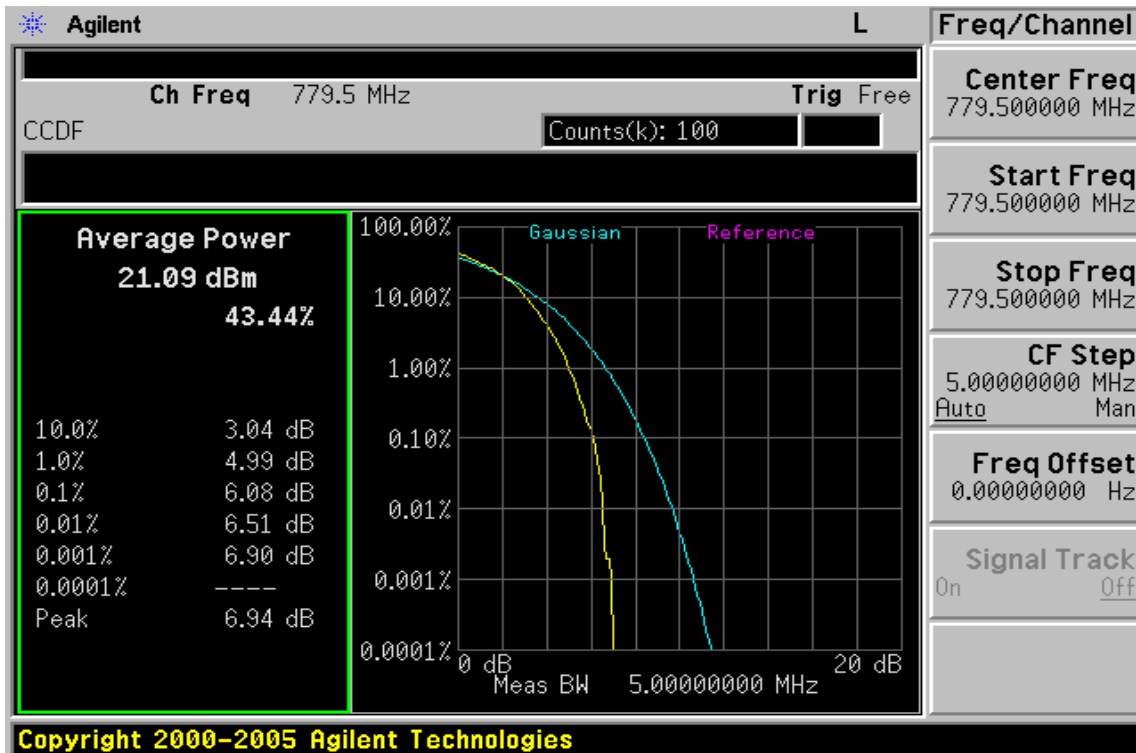 Agilent L
Ch Freq 779.5 MHz Trig Free
CCDF Counts(k): 100
Average Power
21.09 dBm
43.44%
10.0% 3.04 dB
1.0% 4.99 dB
0.1% 6.08 dB
0.01% 6.51 dB
0.001% 6.90 dB
0.0001% ----
Peak 6.94 dB
Gaussian Reference
100.00%
10.00%
1.00%
0.10%
0.01%
0.001%
0.0001%
0 dB 20 dB
Meas BW 5.00000000 MHz
Freq/Channel
Center Freq
779.500000 MHz
Start Freq
779.500000 MHz
Stop Freq
779.500000 MHz
CF Step
5.00000000 MHz
Auto Man
Freq Offset
0.00000000 Hz
Signal Track
On Off
Copyright 2000-2005 Agilent Technologies